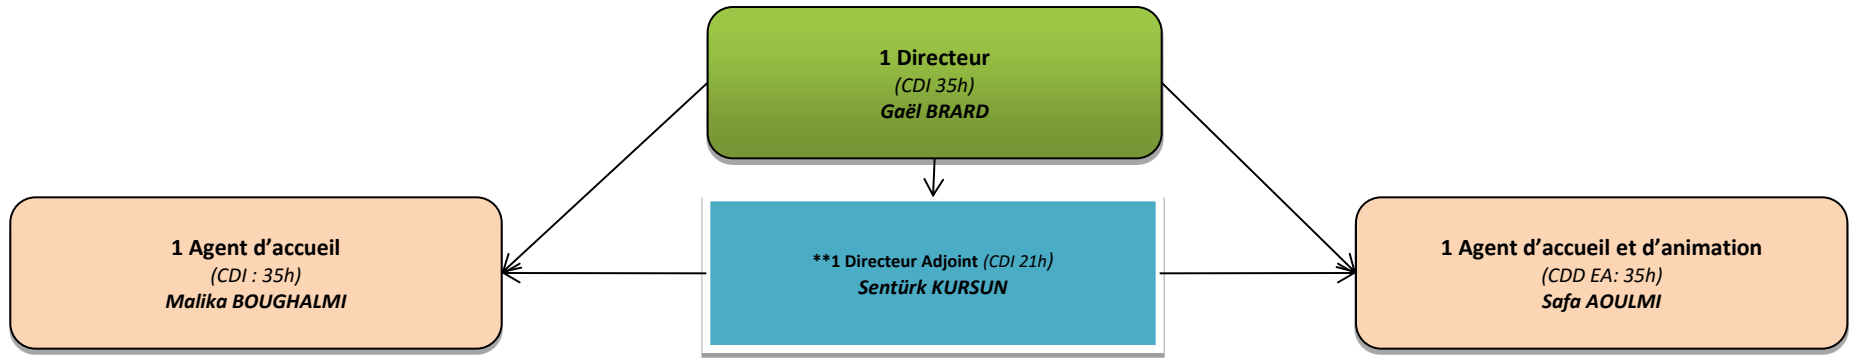 1 Directeur
(CDI 35h)
Gaël BRARD
1 Agent d’accueil
(CDI : 35h)
Malika BOUGHALMI
**1 Directeur Adjoint (CDI 21h)
Sentürk KURSUN
1 Agent d’accueil et d’animation
(CDD EA: 35h)
Safa AOULMI